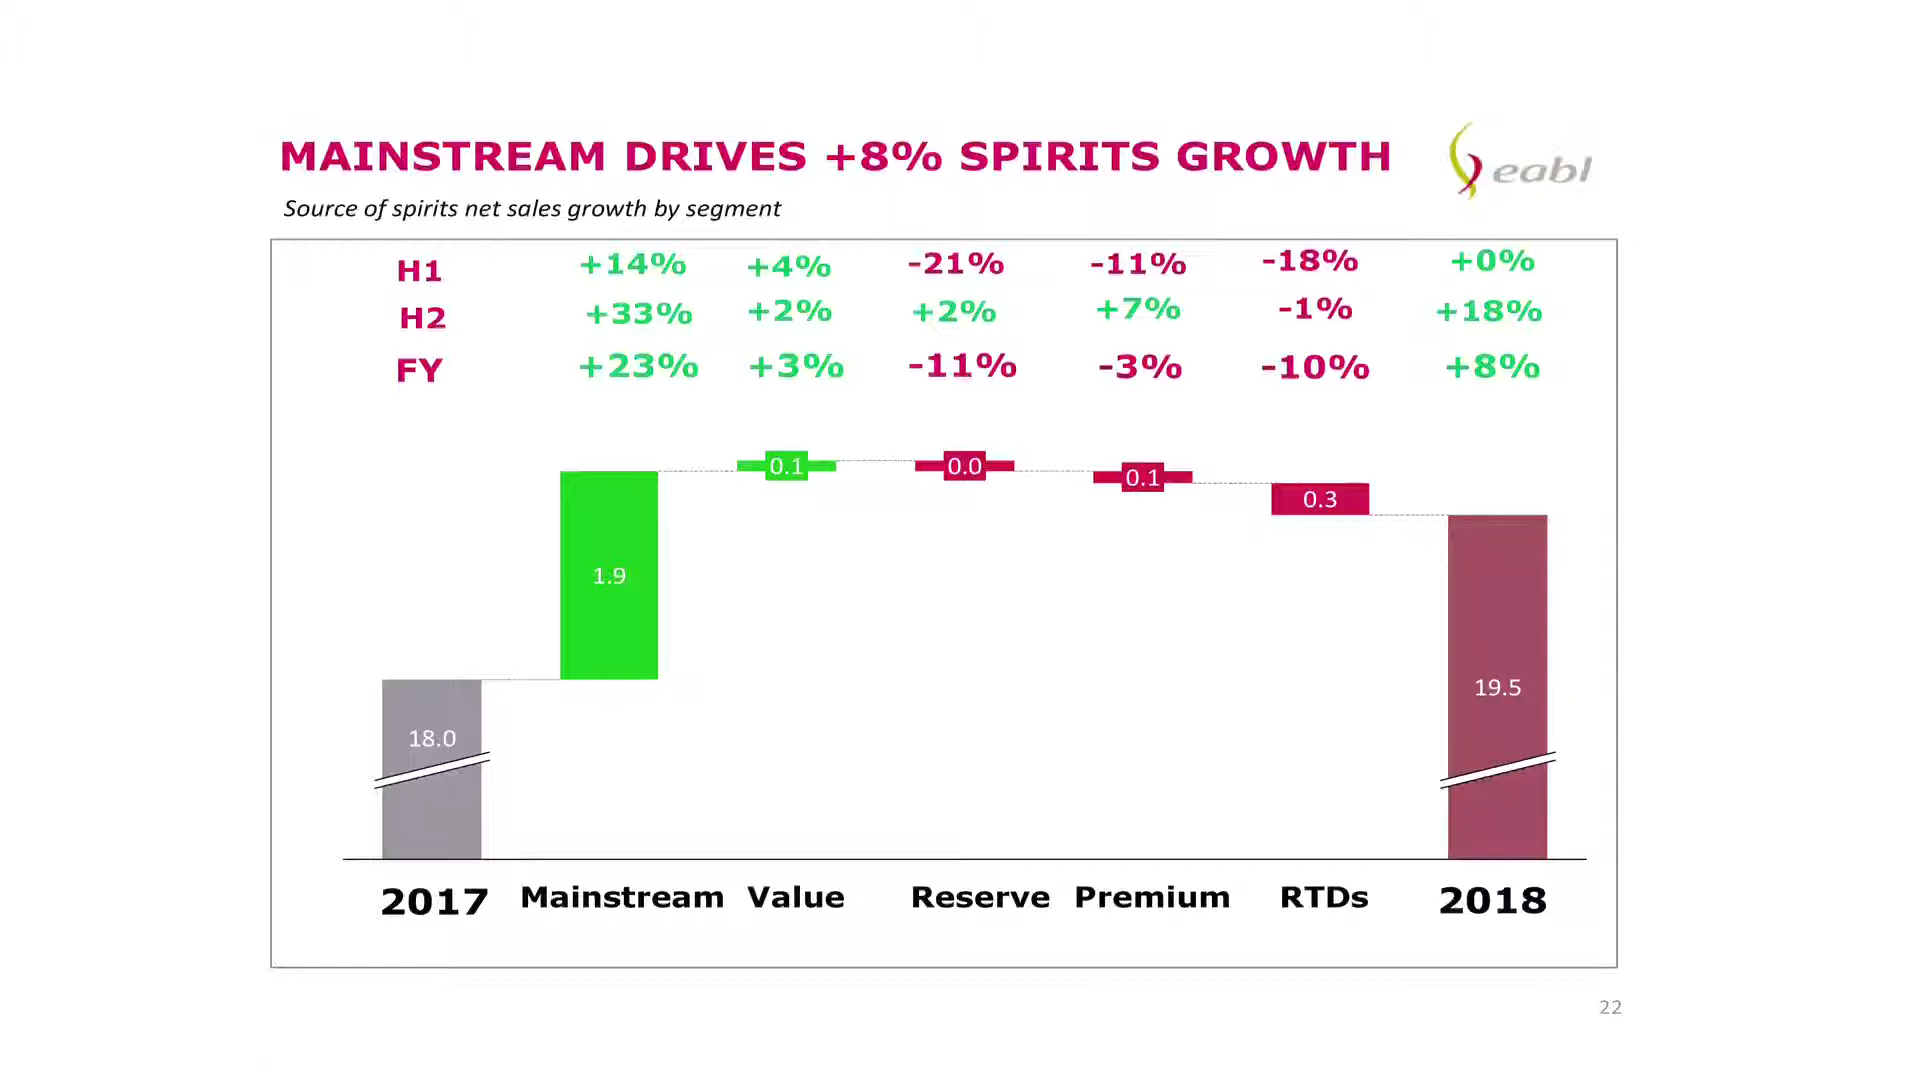 MAINSTREAM DRIVES +8% SPIRITS GROWTH
eabl
Source of spirits net sales growth by segment
H1 +14% +4% -21% -11% -18% +0%
H2 +33% +2% +2% +7% -1% +18%
FY +23% +3% -11% -3% -10% +8%
0.1 0.0 0.1 0.3
1.9
19.5
18.0
2017 Mainstream Value Reserve Premium RTDs 2018
22